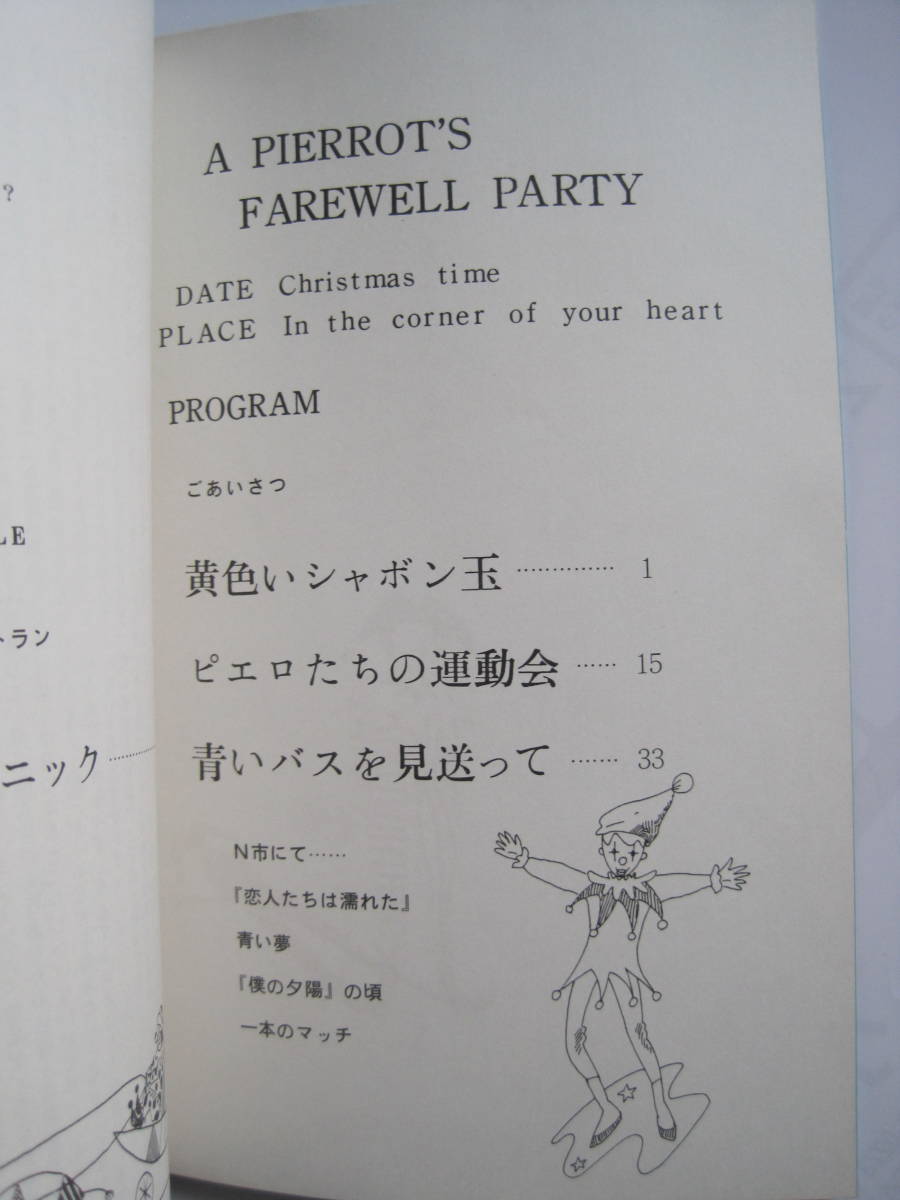 ?
LE
トラン
ニック………
A PIERROT'S
FAREWELL PARTY
DATE Christmas time
PLACE In the corner of your heart
PROGRAM
ごあいさつ
黄色いシャボン玉 …………… 1
ピエロたちの運動会 …… 15
青いバスを見送って ……… 33
N市にて……
『恋人たちは濡れた』
青い夢
『僕の夕陽』の頃
一本のマッチ